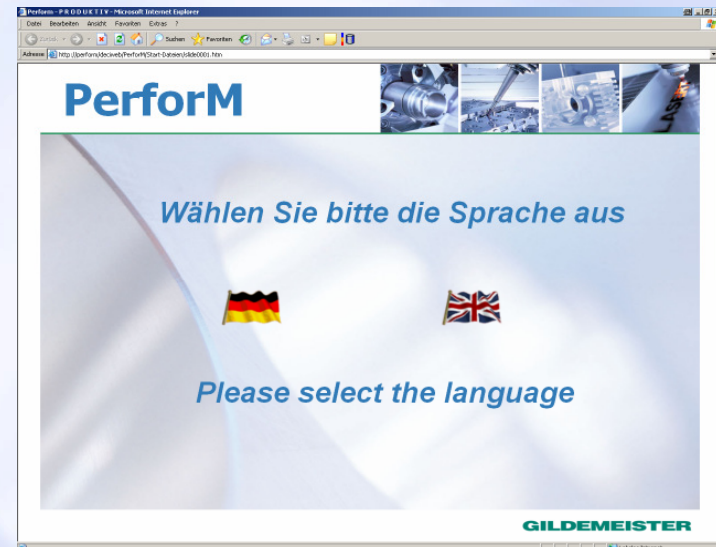 Perform - P R O D U K T I V - Microsoft Internet Explorer
Datei Bearbeiten Ansicht Favoriten Extras ?
Zurück Suchen Favoriten
Adresse http://perform/deciweb/PerforM/Start-Dateien/slide0001.htm
PerforM
LASER
Wählen Sie bitte die Sprache aus
Please select the language
GILDEMEISTER